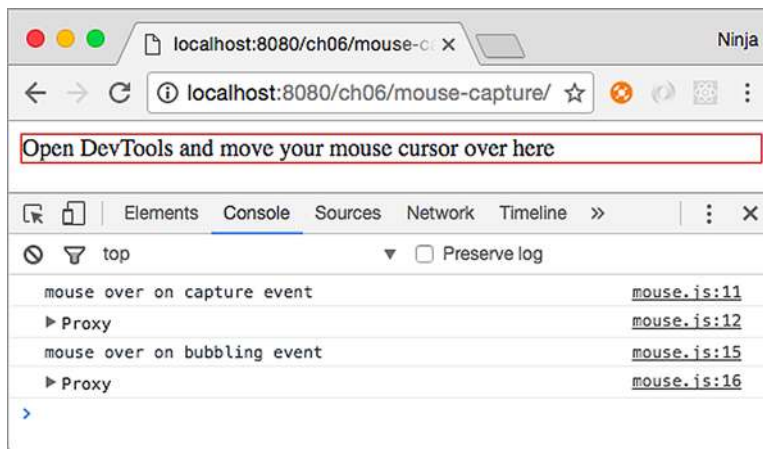 localhost:8080/ch06/mouse-c
Ninja
localhost:8080/ch06/mouse-capture/
Open DevTools and move your mouse cursor over here
Elements Console Sources Network Timeline »
top ▼ Preserve log
mouse over on capture event mouse.js:11
▶ Proxy mouse.js:12
mouse over on bubbling event mouse.js:15
▶ Proxy mouse.js:16
>